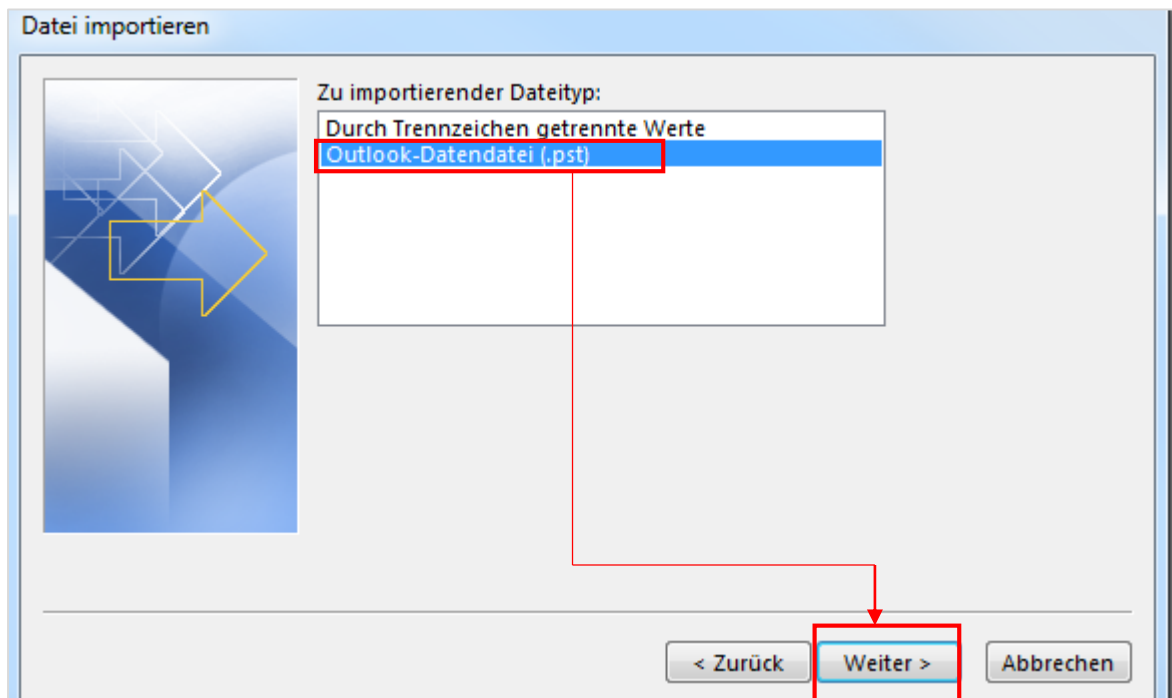 Datei importieren
Zu importierender Dateityp:
Durch Trennzeichen getrennte Werte
Outlook-Datendatei (.pst)
< Zurück
Weiter >
Abbrechen